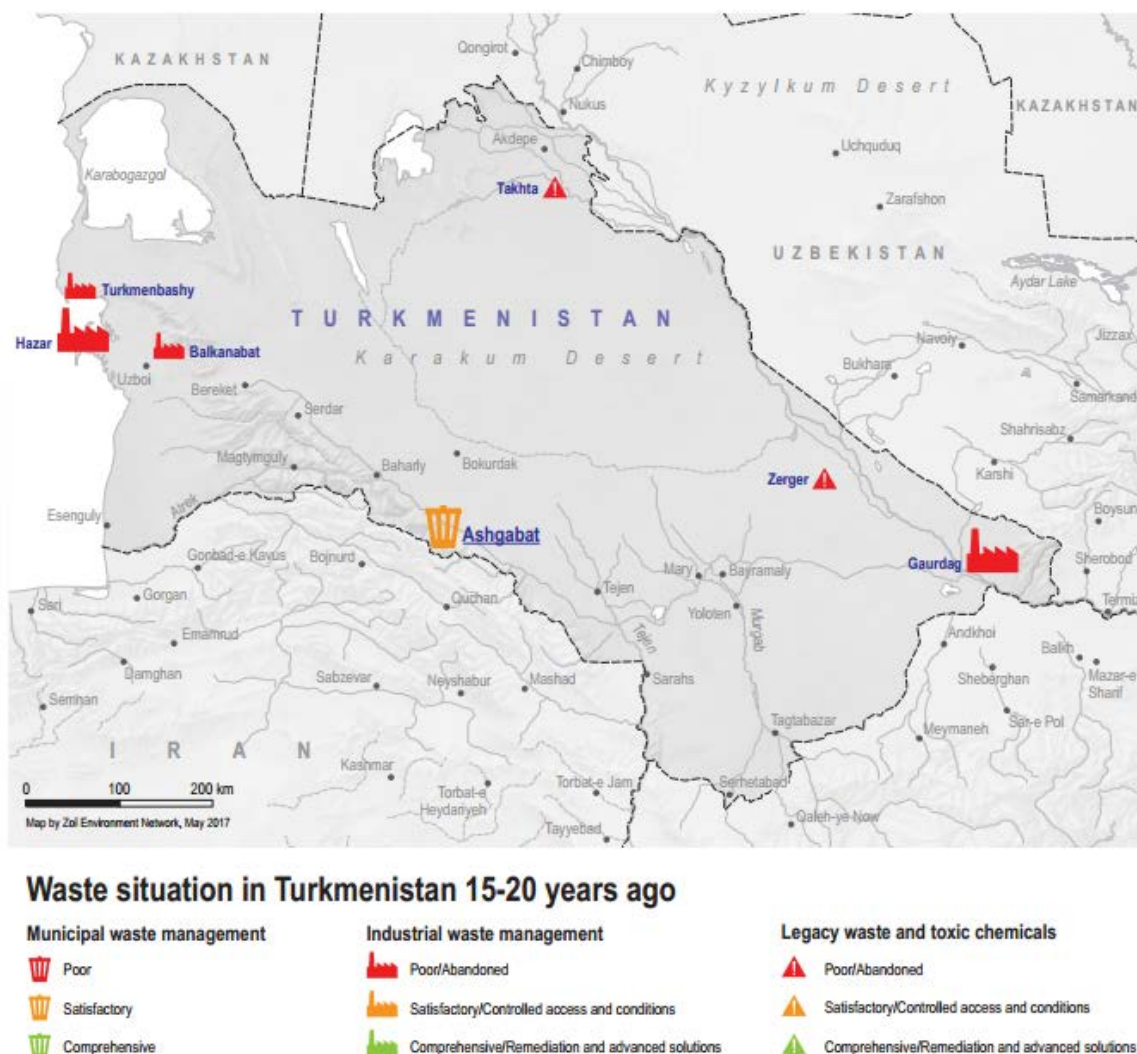 KAZAKHSTAN
Qongirot
Chimboy
Kyzylkum Desert
KAZAKHSTAN
Nukus
Akdepe
Uchquduq
Karabogazgol
Takhta
Zarafshon
UZBEKISTAN
Aydar Lake
Turkmenbashy
TURKMENISTAN
Hazar
Balkanabat
Karakum Desert
Navoiy
Jizzax
Uzboi
Bereket
Bukhara
Samarkand
Serdar
Shahrisabz
Magtymguly
Baharly
Bokurdak
Karshi
Zerger
Atrek
Esenguly
Ashgabat
Boysun
Gonbad-e Kavus
Bojnurd
Gaurdag
Sherobod
Mary
Bayramaly
Gorgan
Quchan
Tejen
Yoloten
Termiz
Sari
Emamrud
Tejen
Murgab
Andkhoi
Balkh
Damghan
Sabzevar
Neyshabur
Mashad
Sarahs
Sheberghan
Mazar-e
Sharif
Semnan
Sar-e Pol
Tagtabazar
Meymaneh
IRAN
Kashmar
Torbat-e
Heydariyeh
Torbat-e Jam
Serhetabad
0 100 200 km
Map by Zoï Environment Network, May 2017
Tayyebad
Qaleh-ye Now
Waste situation in Turkmenistan 15-20 years ago
Municipal waste management
Poor
Satisfactory
Comprehensive
Industrial waste management
Poor/Abandoned
Satisfactory/Controlled access and conditions
Comprehensive/Remediation and advanced solutions
Legacy waste and toxic chemicals
Poor/Abandoned
Satisfactory/Controlled access and conditions
Comprehensive/Remediation and advanced solutions